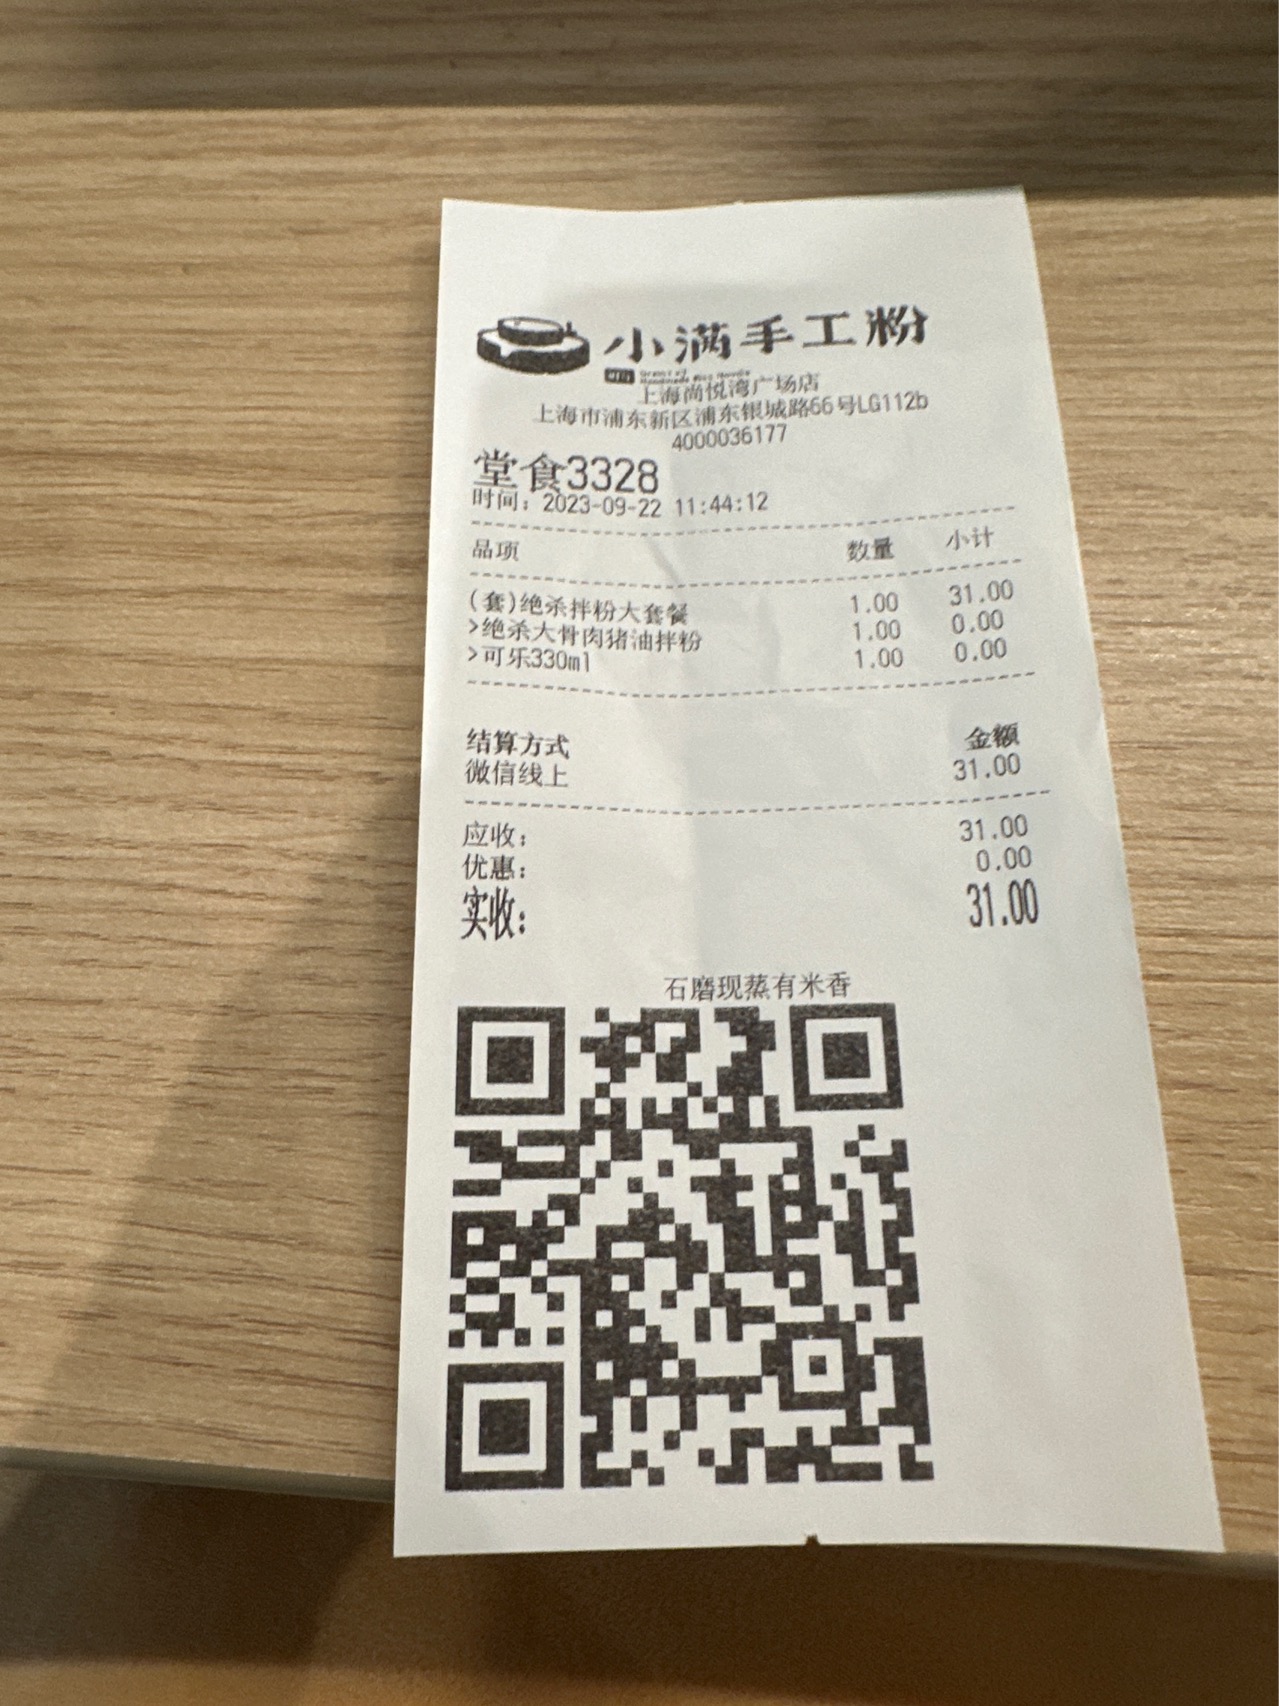 小满手工粉
上海尚悦湾广场店
上海市浦东新区浦东银城路66号LG112b
4000036177
堂食3328
时间：2023-09-22 11:44:12
品项 数量 小计
(套)绝杀拌粉大套餐 1.00 31.00
>绝杀大骨肉猪油拌粉 1.00 0.00
>可乐330ml 1.00 0.00
结算方式 金额
微信线上 31.00
应收： 31.00
优惠： 0.00
实收： 31.00
石磨现蒸有米香